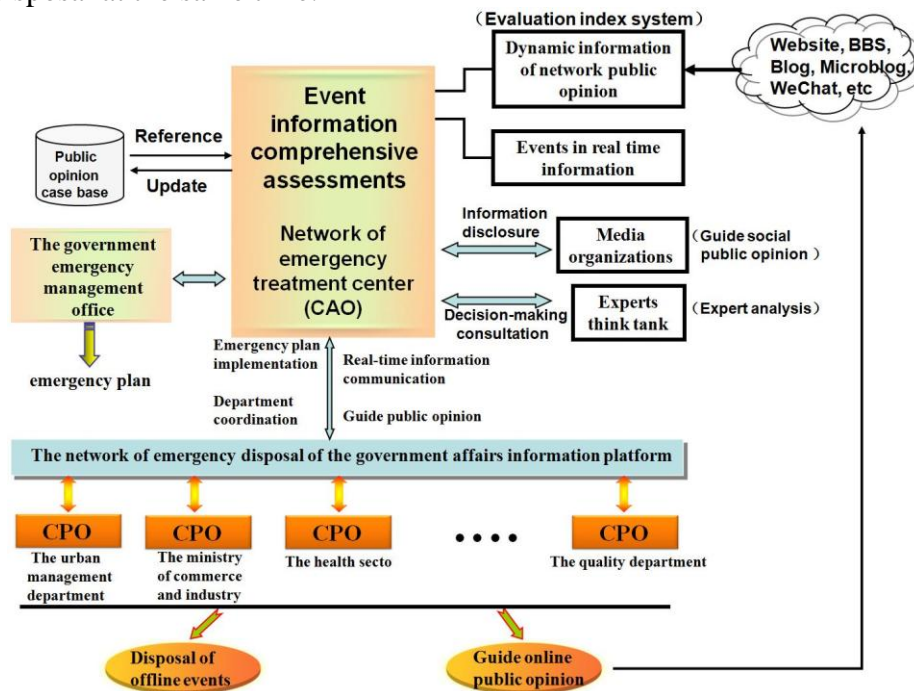 posal at the same time.
（Evaluation index system）
Dynamic information
of network public
opinion
Website, BBS,
Blog, Microblog,
WeChat, etc
Event
information
comprehensive
assessments
Reference
Update
Public
opinion
case base
Events in real time
information
Network of
emergency
treatment center
(CAO)
Information
disclosure
Media
organizations
（Guide social
public opinion）
The government
emergency
management
office
Decision-making
consultation
Experts
think tank
(Expert analysis)
emergency plan
Emergency plan
implementation
Real-time information
communication
Department
coordination
Guide public opinion
The network of emergency disposal of the government affairs information platform
CPO
CPO
CPO
CPO
The urban
management
department
The ministry
of commerce
and industry
The health secto
The quality department
Disposal of
offline events
Guide online
public opinion